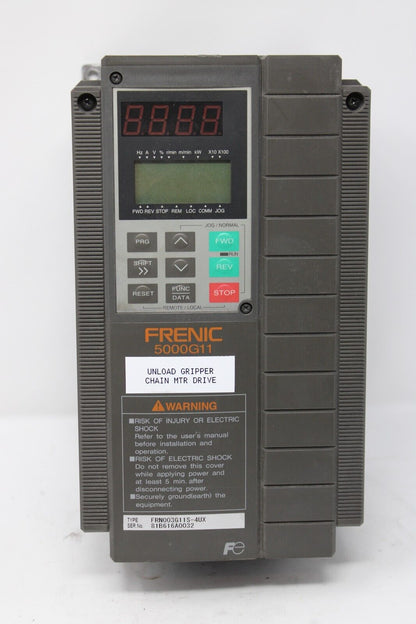 Hz A V % r/min m/min kW X10 X100
FWD REV STOP REM LOC COMM JOG
JOG / NORMAL
PRG
FWD
RUN
SHIFT
>>
REV
RESET
FUNC
DATA
STOP
REMOTE / LOCAL
FRENIC
5000G11
UNLOAD GRIPPER
CHAIN MTR DRIVE
WARNING
■RISK OF INJURY OR ELECTRIC
SHOCK
Refer to the user's manual
before installation and
operation.
■RISK OF ELECTRIC SHOCK
Do not remove this cover
while applying power and
at least 5 min. after
disconnecting power.
■Securely ground(earth) the
equipment.
TYPE FRN003G11S-4UX
SER.No. 81B616A0032
Fe